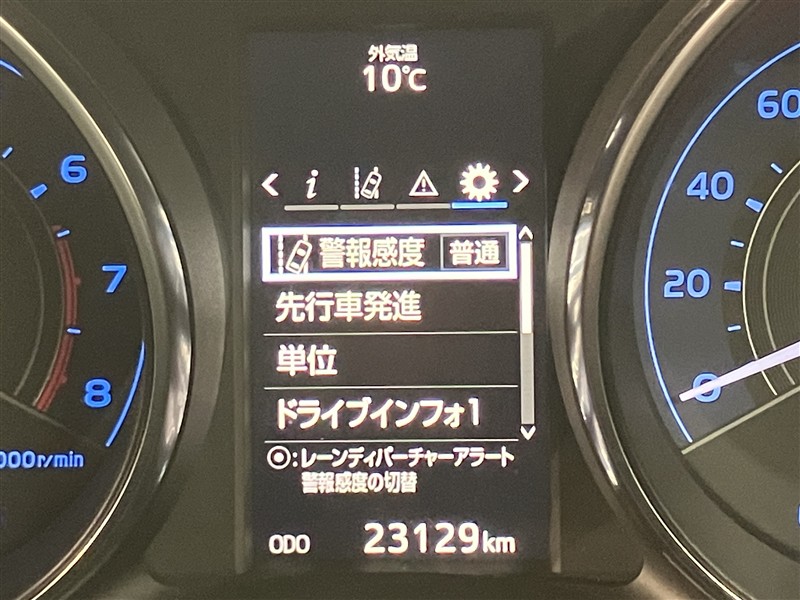 外気温
10℃
< i >
警報感度 普通
先行車発進
単位
ドライブインフォ1
◎:レーンディパーチャーアラート
警報感度の切替
ODO 23129km
6
7
8
000r/min
60
40
20
0